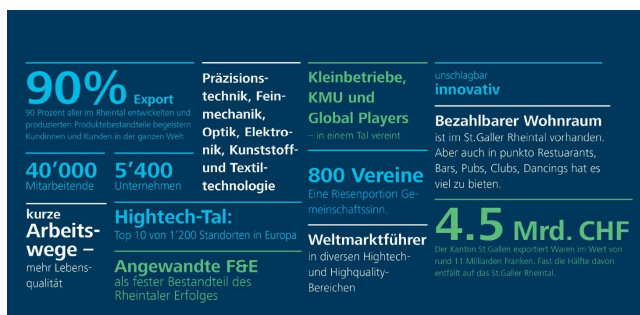 90% Export
90 Prozent aller im Rheintal entwickelten und
produzierten Produktebestandteile begeistern
Kundinnen und Kunden in der ganzen Welt
40’000
Mitarbeitende
5’400
Unternehmen
kurze
Arbeits-
wege –
mehr Lebens-
qualität
Hightech-Tal:
Top 10 von 1’200 Standorten in Europa
Angewandte F&E
als fester Bestandteil des
Rheintaler Erfolges
Präzisions-
technik, Fein-
mechanik,
Optik, Elektro-
nik, Kunststoff-
und Textil-
technologie
Kleinbetriebe,
KMU und
Global Players
– in einem Tal vereint
800 Vereine
Eine Riesenportion Ge-
meinschaftssinn.
Weltmarktführer
in diversen Hightech-
und Highquality-
Bereichen
unschlagbar
innovativ
Bezahlbarer Wohnraum
ist im St.Galler Rheintal vorhanden.
Aber auch in punkto Restuarants,
Bars, Pubs, Clubs, Dancings hat es
viel zu bieten.
4.5 Mrd. CHF
Der Kanton St.Gallen exportiert Waren im Wert von
rund 11 Milliarden Franken. Fast die Hälfte davon
entfällt auf das St.Galler Rheintal.